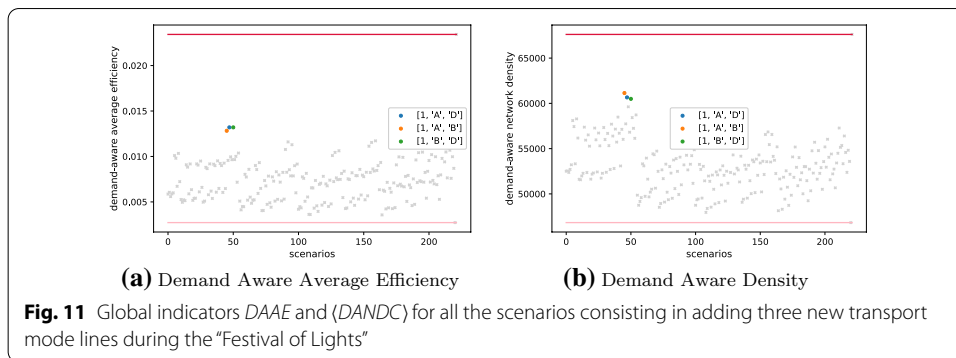 demand-aware average efficiency
0.020
0.015
0.010
0.005
[1, 'A', 'D']
[1, 'A', 'B']
[1, 'B', 'D']
0
50
100
150
200
scenarios
(a) Demand Aware Average Efficiency
demand-aware network density
65000
60000
55000
50000
[1, 'A', 'D']
[1, 'A', 'B']
[1, 'B', 'D']
0
50
100
150
200
scenarios
(b) Demand Aware Density
Fig. 11 Global indicators DAAE and ⟨DANDC⟩ for all the scenarios consisting in adding three new transport
mode lines during the “Festival of Lights”